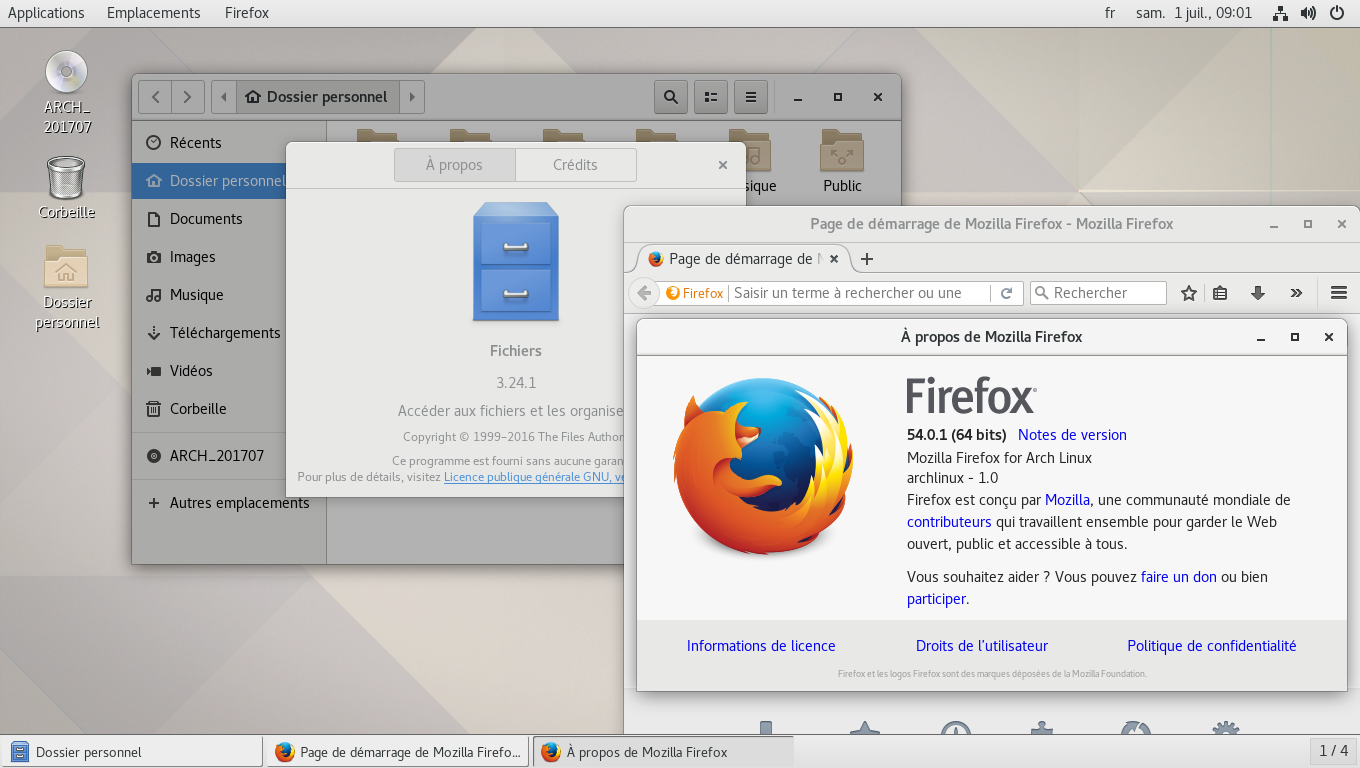 Applications Emplacements Firefox fr sam. 1 juil., 09:01
ARCH_
201707
Corbeille
Dossier
personnel
Dossier personnel
Récents
Dossier personnel
Documents
Images
Musique
Téléchargements
Vidéos
Corbeille
ARCH_201707
Autres emplacements
sique
Public
À propos Crédits
Fichiers
3.24.1
Accéder aux fichiers et les organise
Copyright © 1999–2016 The Files Author
Ce programme est fourni sans aucune garan
Pour plus de détails, visitez Licence publique générale GNU, ve
Page de démarrage de Mozilla Firefox - Mozilla Firefox
Page de démarrage de M
Firefox Saisir un terme à rechercher ou une Rechercher
À propos de Mozilla Firefox
Firefox
54.0.1 (64 bits) Notes de version
Mozilla Firefox for Arch Linux
archlinux - 1.0
Firefox est conçu par Mozilla, une communauté mondiale de
contributeurs qui travaillent ensemble pour garder le Web
ouvert, public et accessible à tous.
Vous souhaitez aider ? Vous pouvez faire un don ou bien
participer.
Informations de licence Droits de l'utilisateur Politique de confidentialité
Firefox et les logos Firefox sont des marques déposées de la Mozilla Foundation.
Dossier personnel Page de démarrage de Mozilla Firefo... À propos de Mozilla Firefox 1 / 4